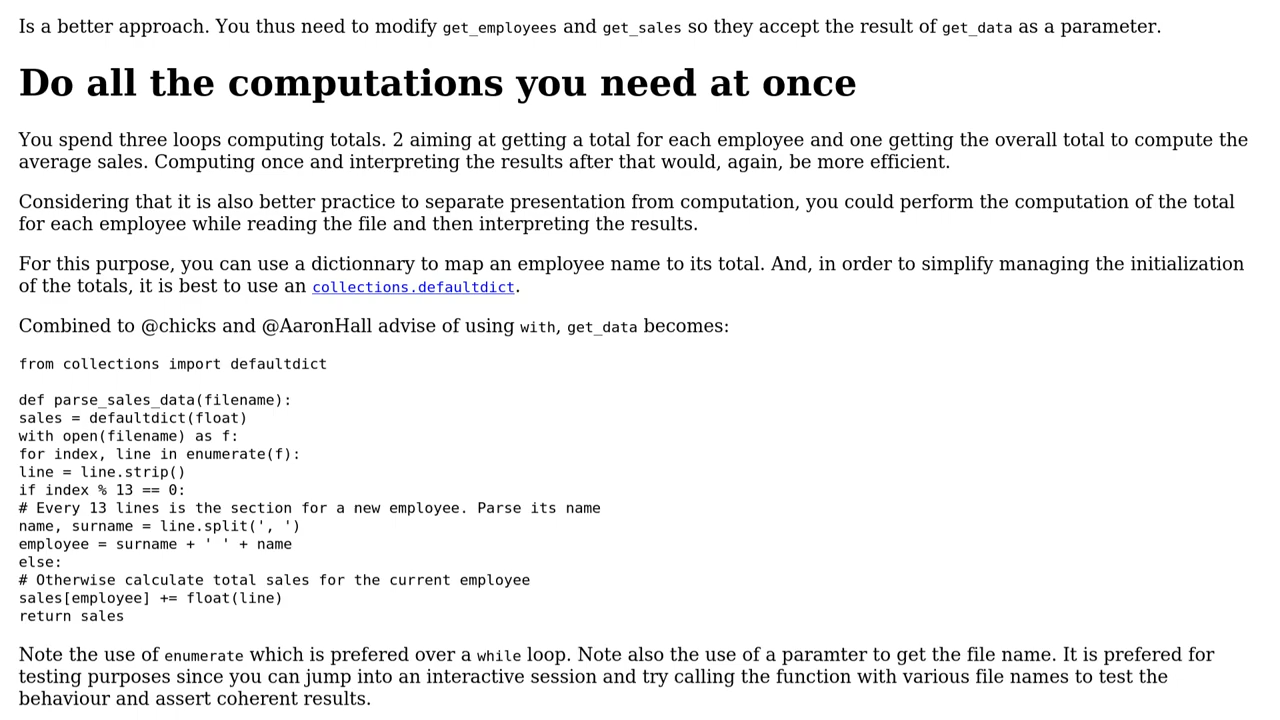 Is a better approach. You thus need to modify get_employees and get_sales so they accept the result of get_data as a parameter.
Do all the computations you need at once
You spend three loops computing totals. 2 aiming at getting a total for each employee and one getting the overall total to compute the
average sales. Computing once and interpreting the results after that would, again, be more efficient.
Considering that it is also better practice to separate presentation from computation, you could perform the computation of the total
for each employee while reading the file and then interpreting the results.
For this purpose, you can use a dictionnary to map an employee name to its total. And, in order to simplify managing the initialization
of the totals, it is best to use an collections.defaultdict.
Combined to @chicks and @AaronHall advise of using with, get_data becomes:
from collections import defaultdict
def parse_sales_data(filename):
sales = defaultdict(float)
with open(filename) as f:
for index, line in enumerate(f):
line = line.strip()
if index % 13 == 0:
# Every 13 lines is the section for a new employee. Parse its name
name, surname = line.split(', ')
employee = surname + ' ' + name
else:
# Otherwise calculate total sales for the current employee
sales[employee] += float(line)
return sales
Note the use of enumerate which is prefered over a while loop. Note also the use of a paramter to get the file name. It is prefered for
testing purposes since you can jump into an interactive session and try calling the function with various file names to test the
behaviour and assert coherent results.